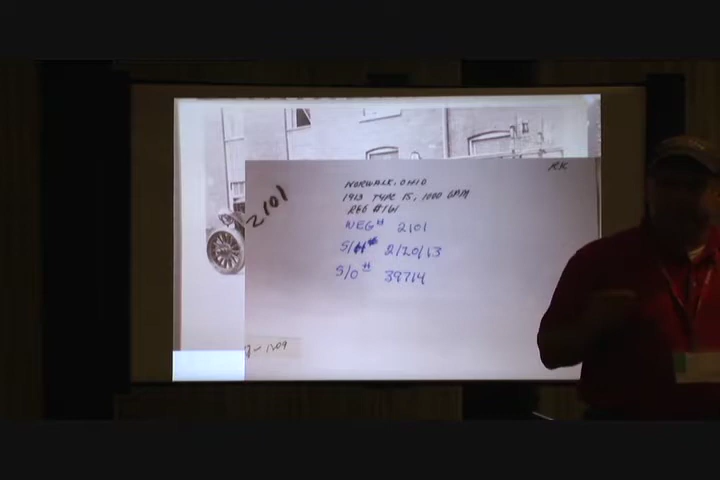 RK
2101
NORWALK, OHIO
1913 TYPE 15, 1000 GPM
REG #161
NEG# 2101
S/H# 2/20/13
S/O# 39714